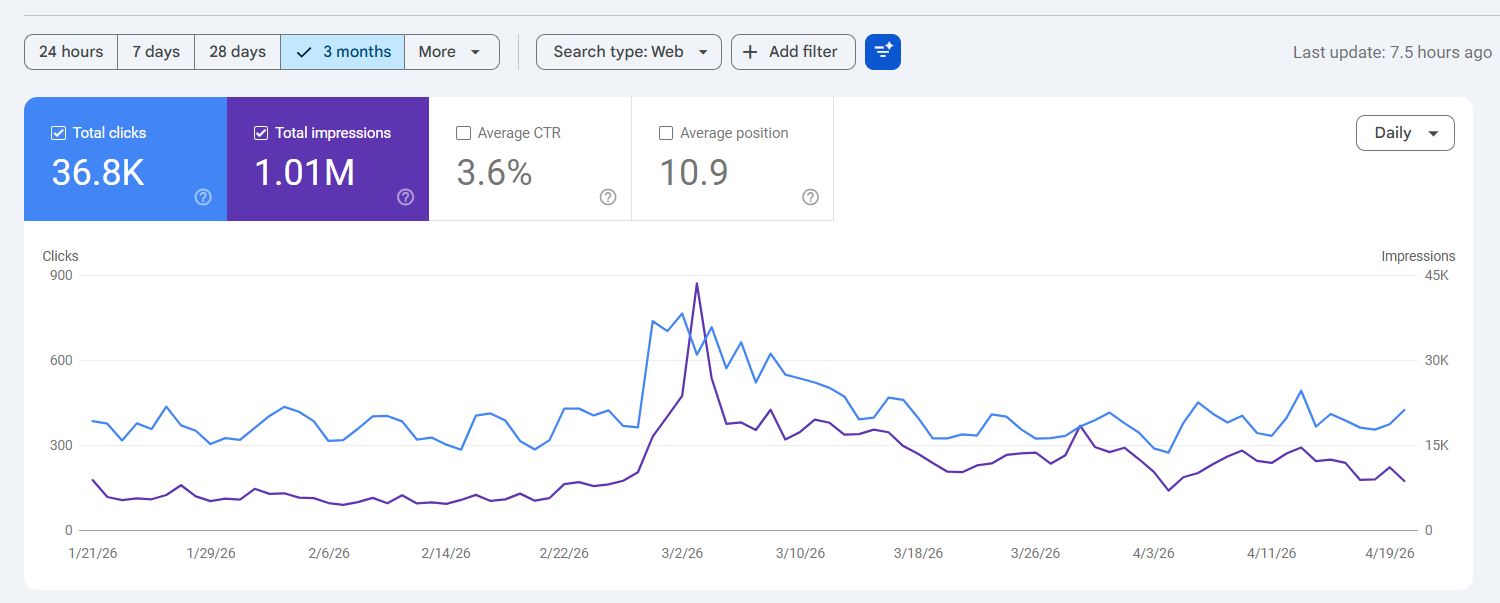 24 hours 7 days 28 days 3 months More Search type: Web Add filter Last update: 7.5 hours ago
Total clicks Total impressions Average CTR Average position Daily
36.8K 1.01M 3.6% 10.9
Clicks Impressions
900 45K
600 30K
300 15K
0 0
1/21/26 1/29/26 2/6/26 2/14/26 2/22/26 3/2/26 3/10/26 3/18/26 3/26/26 4/3/26 4/11/26 4/19/26